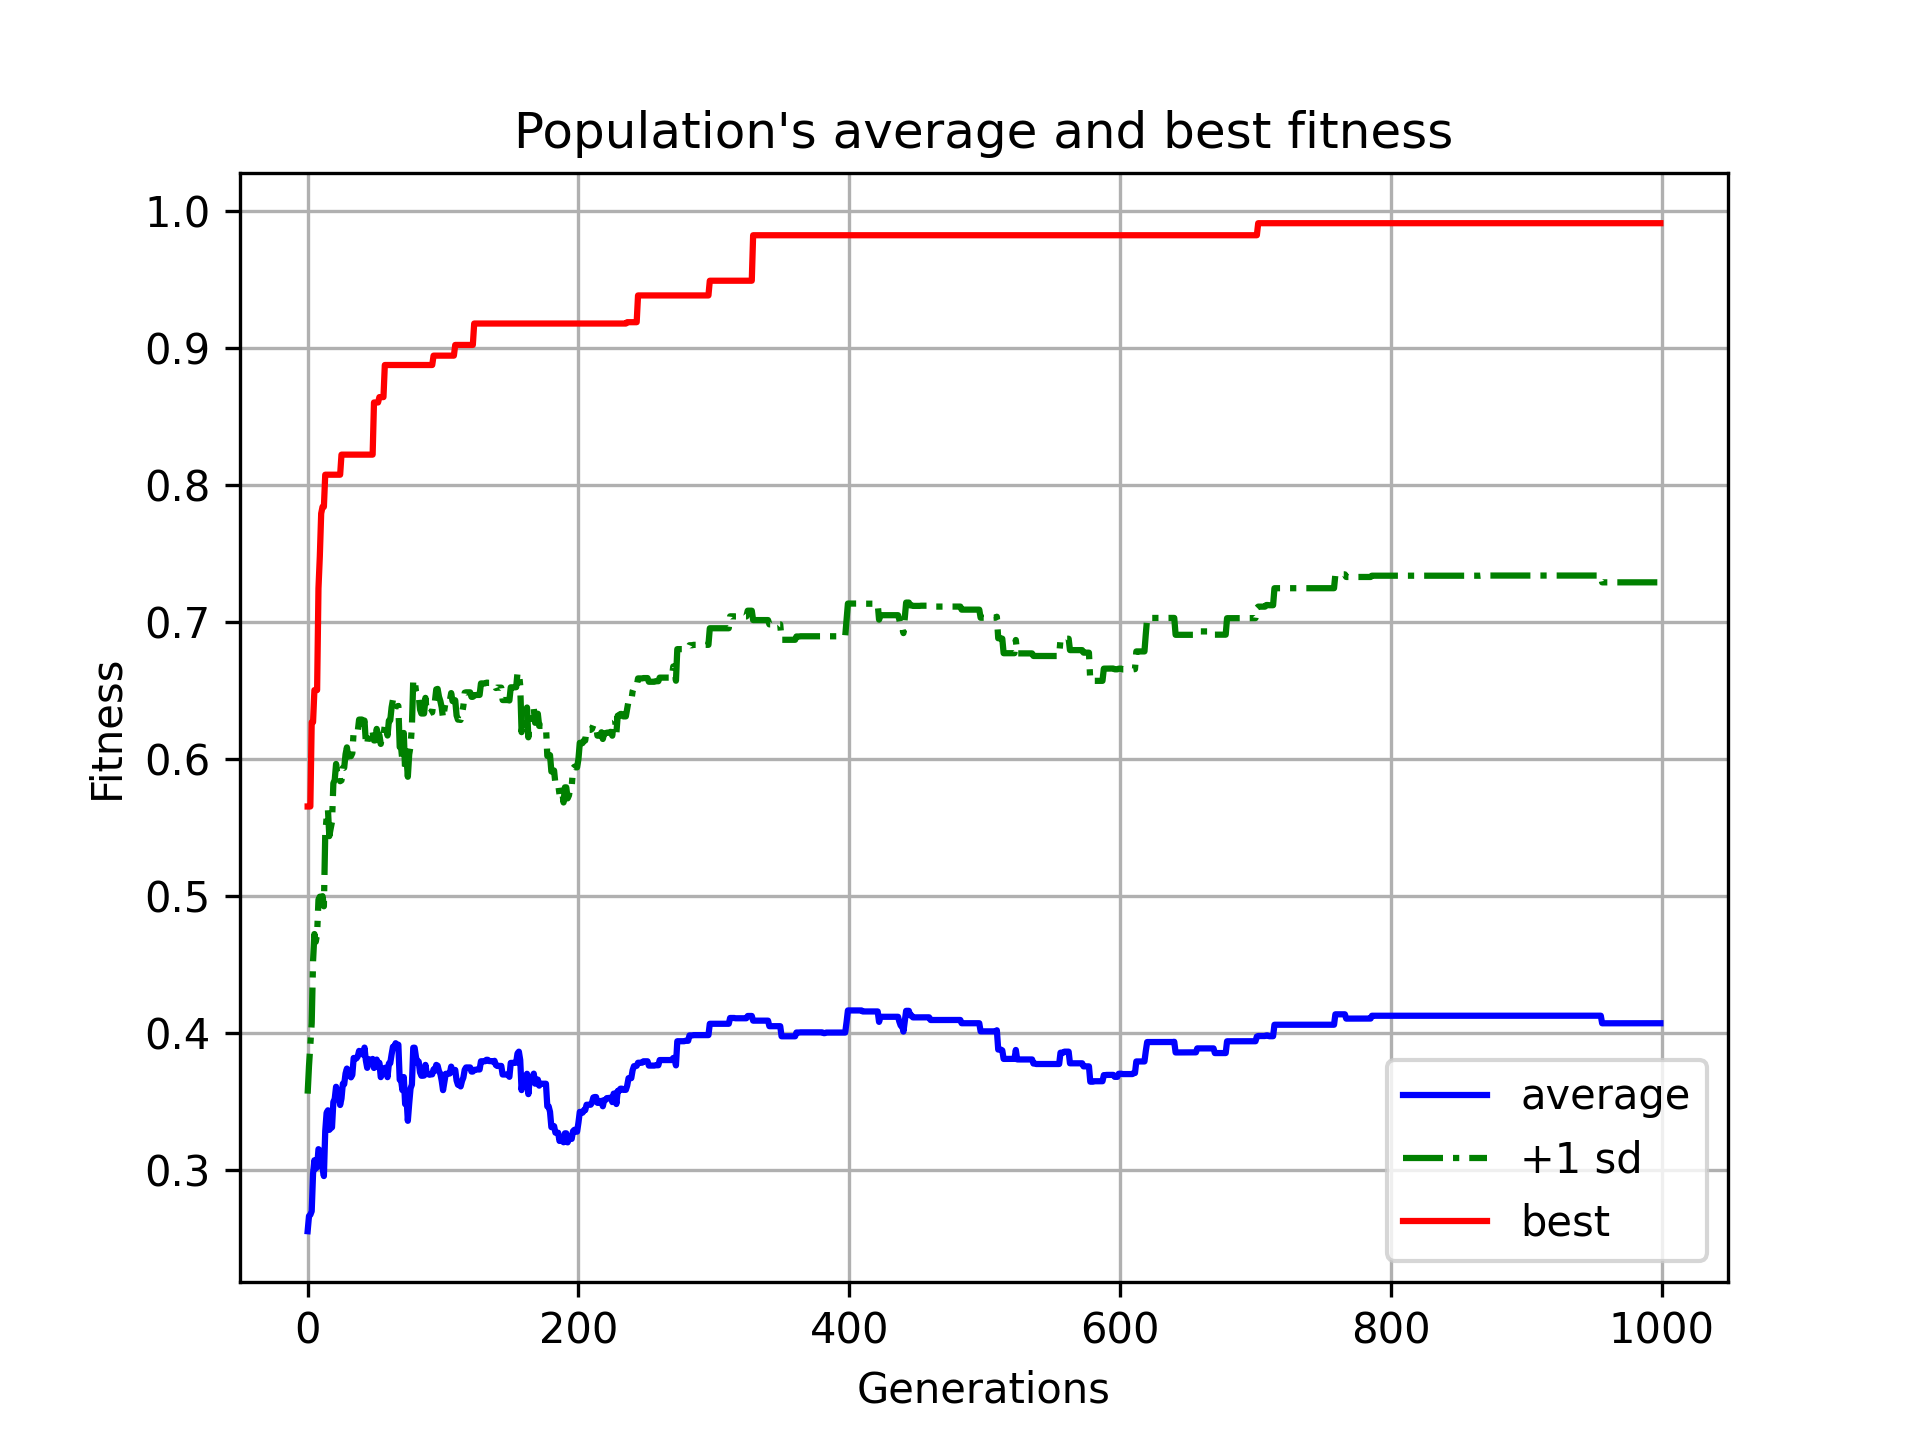 Population's average and best fitness
1.0
0.9
0.8
0.7
0.6
0.5
0.4
0.3
Fitness
0 200 400 600 800 1000
Generations
average
+1 sd
best